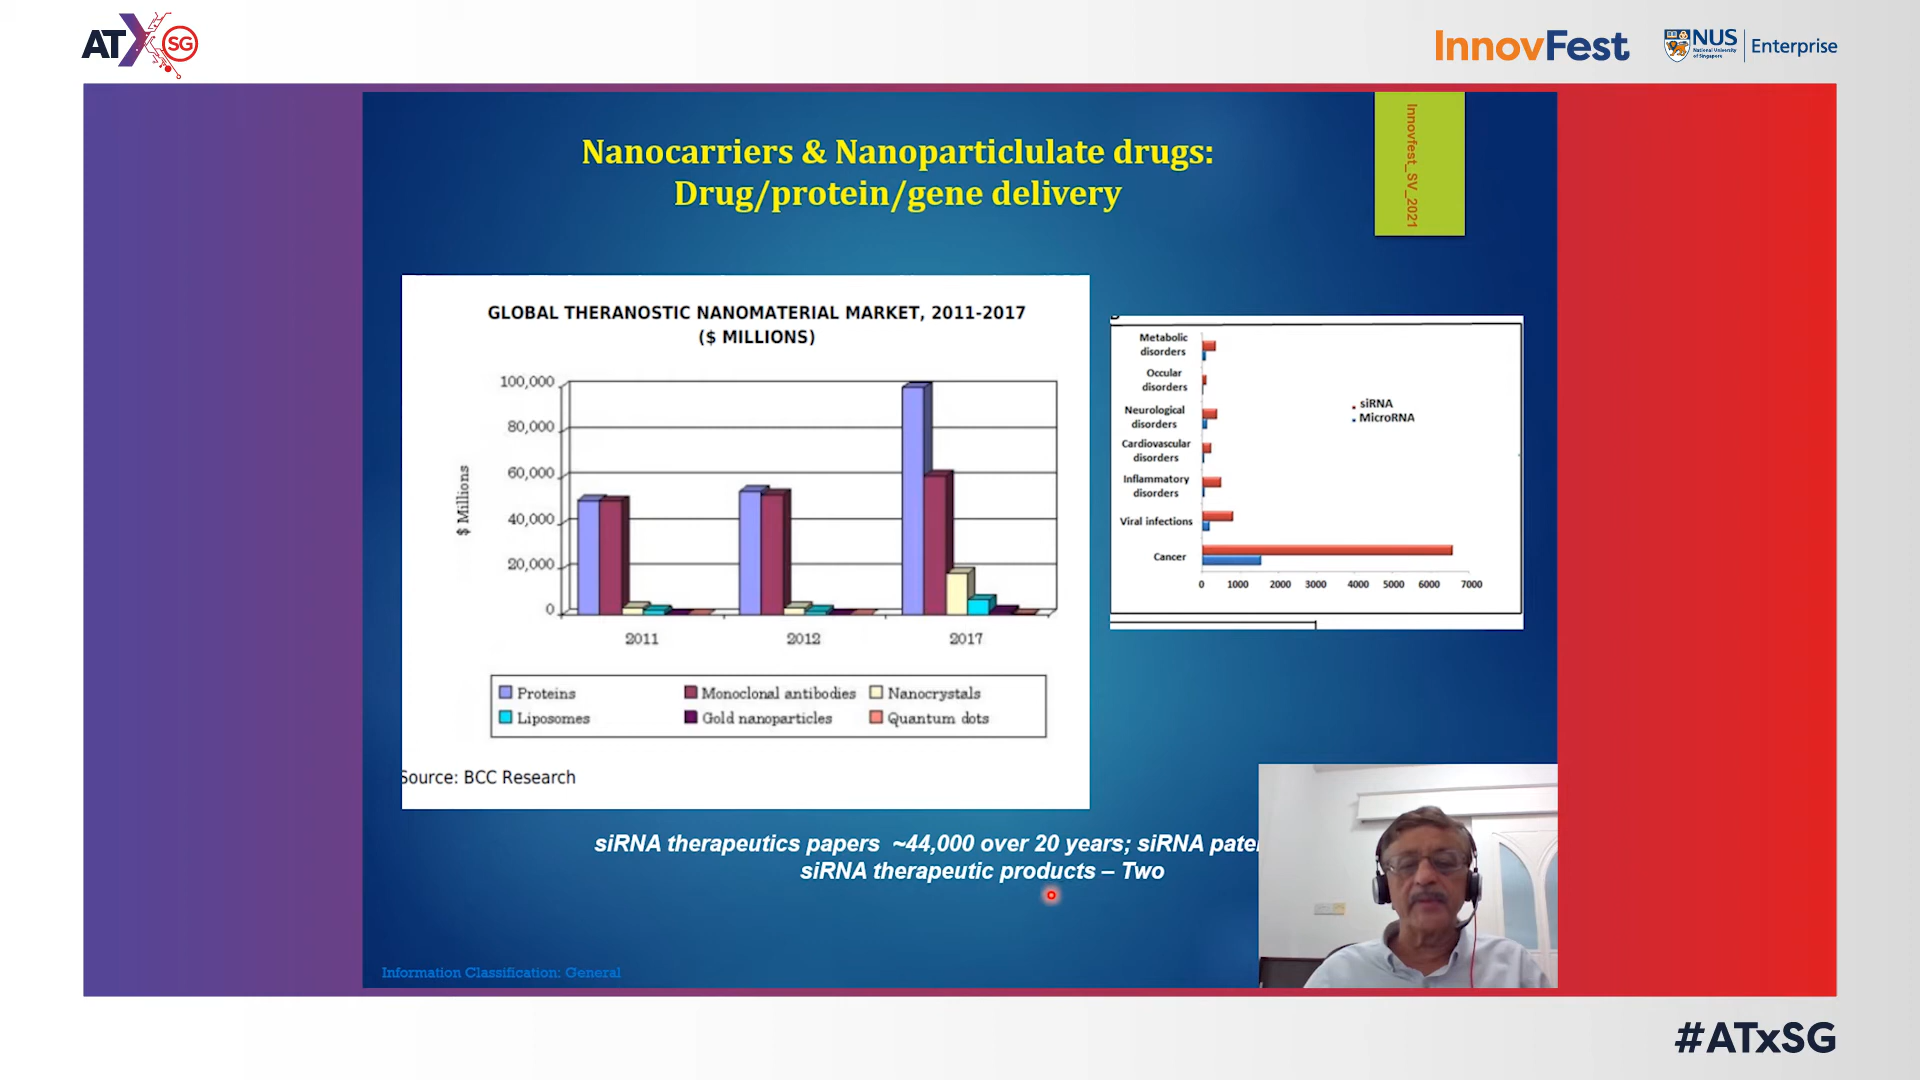 ATX SG
InnovFest
NUS
National University
of Singapore
Enterprise
Nanocarriers & Nanoparticlulate drugs:
Drug/protein/gene delivery
Innovfest_SV_2021
GLOBAL THERANOSTIC NANOMATERIAL MARKET, 2011-2017
($ MILLIONS)
$ Millions
100,000
80,000
60,000
40,000
20,000
0
2011 2012 2017
Proteins Monoclonal antibodies Nanocrystals
Liposomes Gold nanoparticles Quantum dots
Source: BCC Research
Metabolic
disorders
Occular
disorders
Neurological
disorders
Cardiovascular
disorders
Inflammatory
disorders
Viral infections
Cancer
siRNA
MicroRNA
0 1000 2000 3000 4000 5000 6000 7000
siRNA therapeutics papers ~44,000 over 20 years; siRNA
siRNA therapeutic products – Two
Information Classification: General
#ATxSG